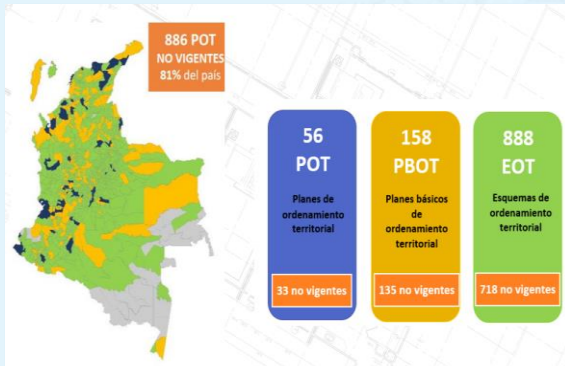 886 POT
NO VIGENTES
81% del país
56
POT
Planes de
ordenamiento
territorial
33 no vigentes
158
PBOT
Planes básicos
de
ordenamiento
territorial
135 no vigentes
888
EOT
Esquemas de
ordenamiento
territorial
718 no vigentes